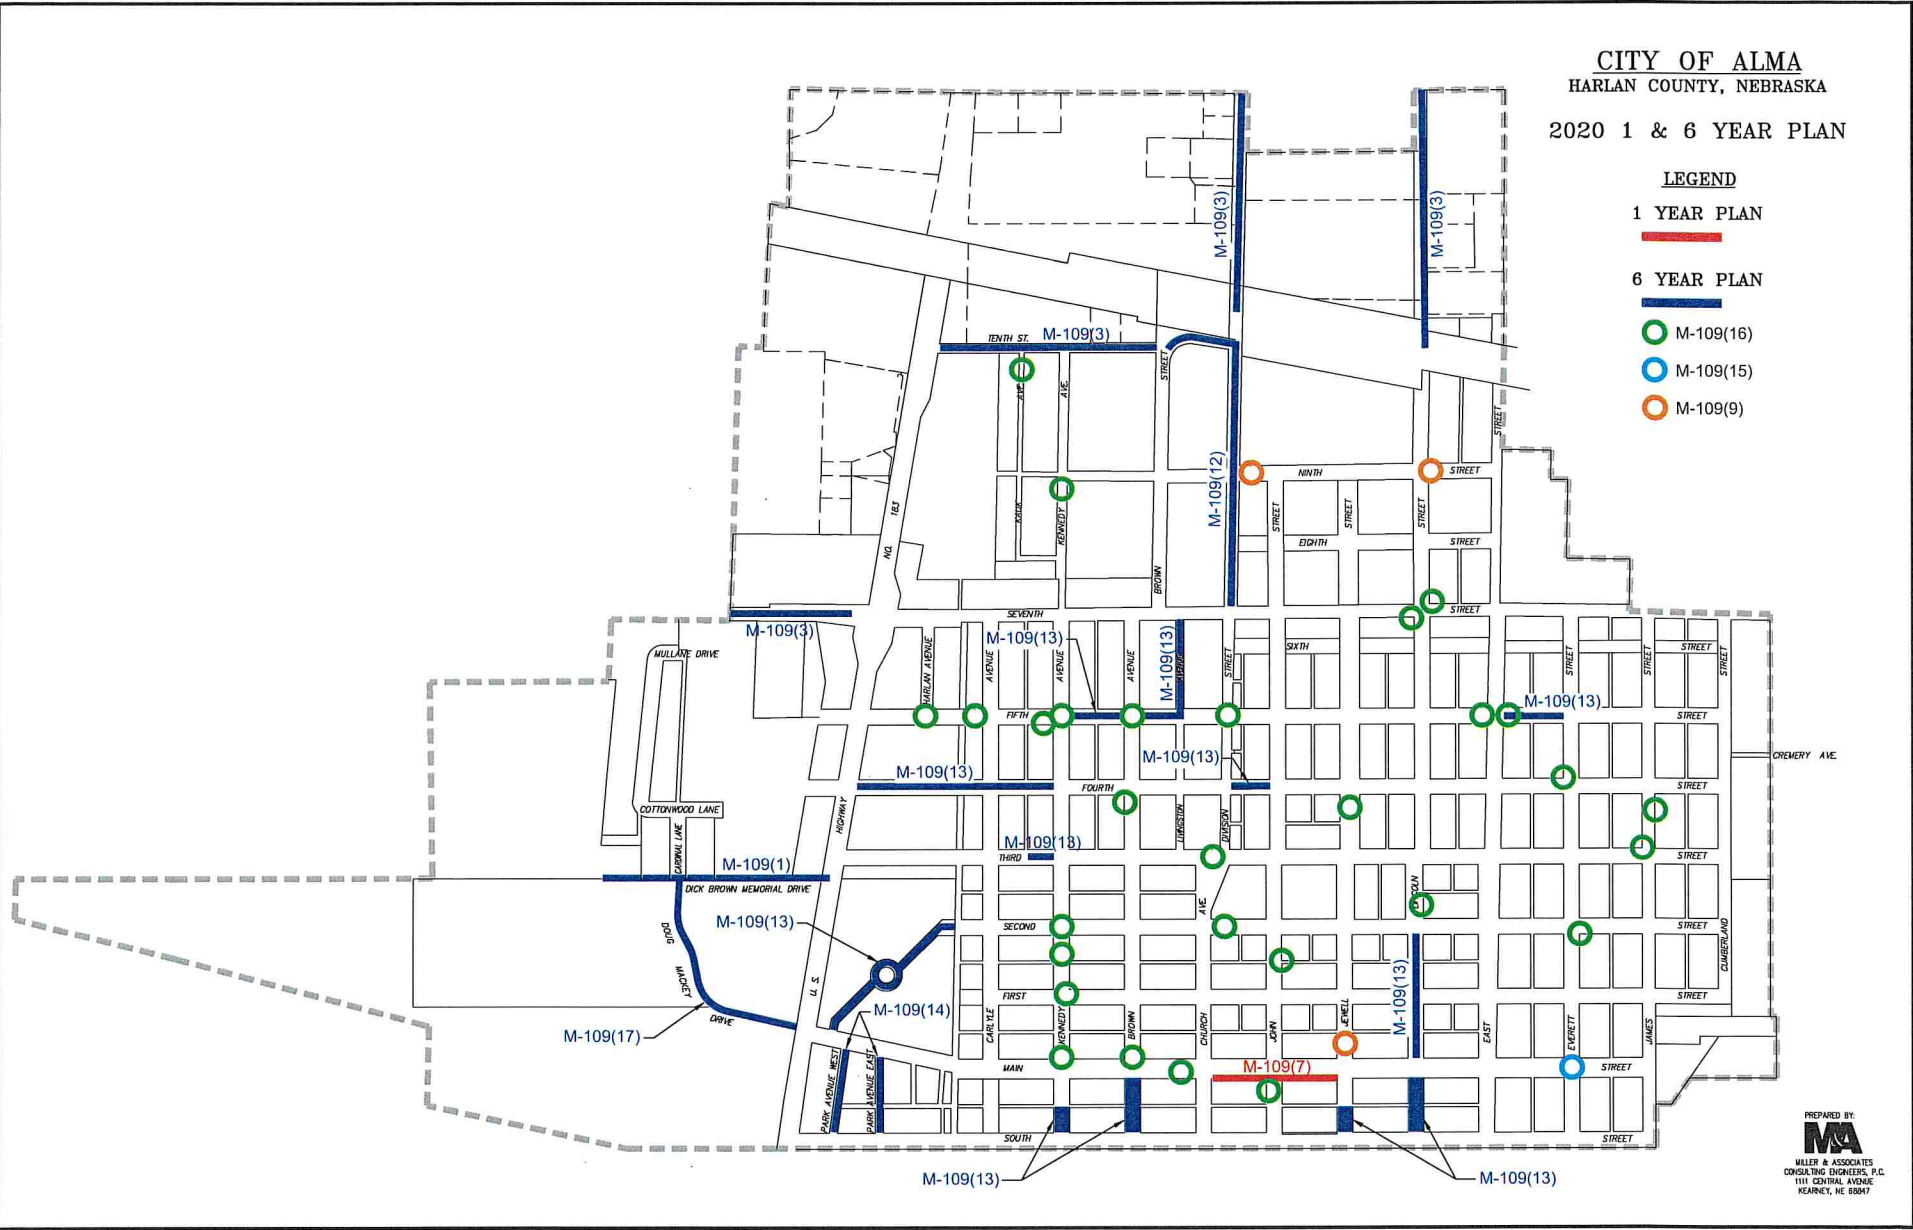 CITY OF ALMA
HARLAN COUNTY, NEBRASKA
2020 1 & 6 YEAR PLAN
LEGEND
1 YEAR PLAN
6 YEAR PLAN
M-109(16)
M-109(15)
M-109(9)
M-109(3)
M-109(3)
TENTH ST.
M-109(3)
STREET
AVE.
AVE.
STREET
M-109(12)
NINTH
STREET
183
NO.
KENNEDY
STREET
STREET
STREET
EIGHTH
STREET
BROWN
SEVENTH
STREET
M-109(3)
M-109(13)
M-109(13)
MULLANE DRIVE
HARLAN AVENUE
AVENUE
AVENUE
AVENUE
AVENUE
STREET
SIXTH
STREET
STREET
STREET
STREET
M-109(13)
FIFTH
STREET
M-109(13)
M-109(13)
CREMERY AVE.
FOURTH
STREET
COTTONWOOD LANE
HIGHWAY
LIVINGSTON
DIVISION
CARDINAL LANE
M-109(13)
THIRD
STREET
M-109(1)
DICK BROWN MEMORIAL DRIVE
LINCOLN
AVE.
M-109(13)
SECOND
STREET
DOUG
MACKEY
DRIVE
CUMBERLAND
U. S.
FIRST
STREET
M-109(13)
M-109(14)
M-109(17)
CARLYLE
KENNEDY
BROWN
CHURCH
JOHN
JEWELL
EAST
EVERETT
JAMES
MAIN
M-109(7)
STREET
PARK AVENUE WEST
PARK AVENUE EAST
SOUTH
STREET
M-109(13)
M-109(13)
PREPARED BY:
M&A
MILLER & ASSOCIATES
CONSULTING ENGINEERS, P.C.
1111 CENTRAL AVENUE
KEARNEY, NE 68847